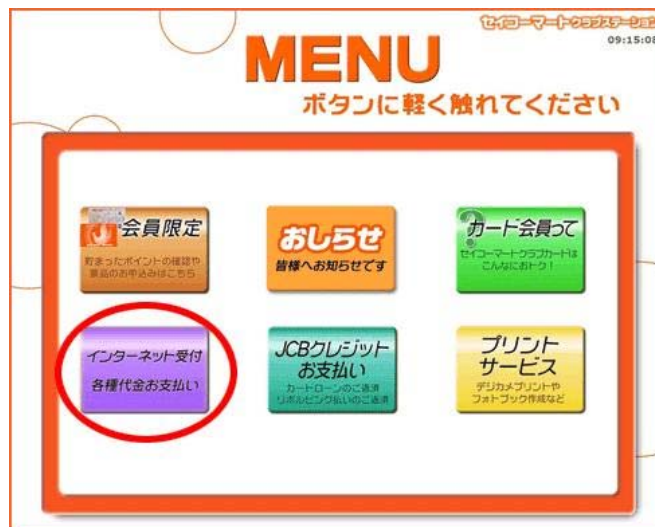 セイコーマートクラブステーション
09:15:08
MENU
ボタンに軽く触れてください
会員限定
貯まったポイントの確認や
景品のお申込みはこちら
おしらせ
皆様へお知らせです
カード会員って
セイコーマートクラブカードは
こんなにおトク！
インターネット受付
各種代金お支払い
JCBクレジット
お支払い
カードローンのご返済
リボルビング払いのご返済
プリント
サービス
デジカメプリントや
フォトブック作成など